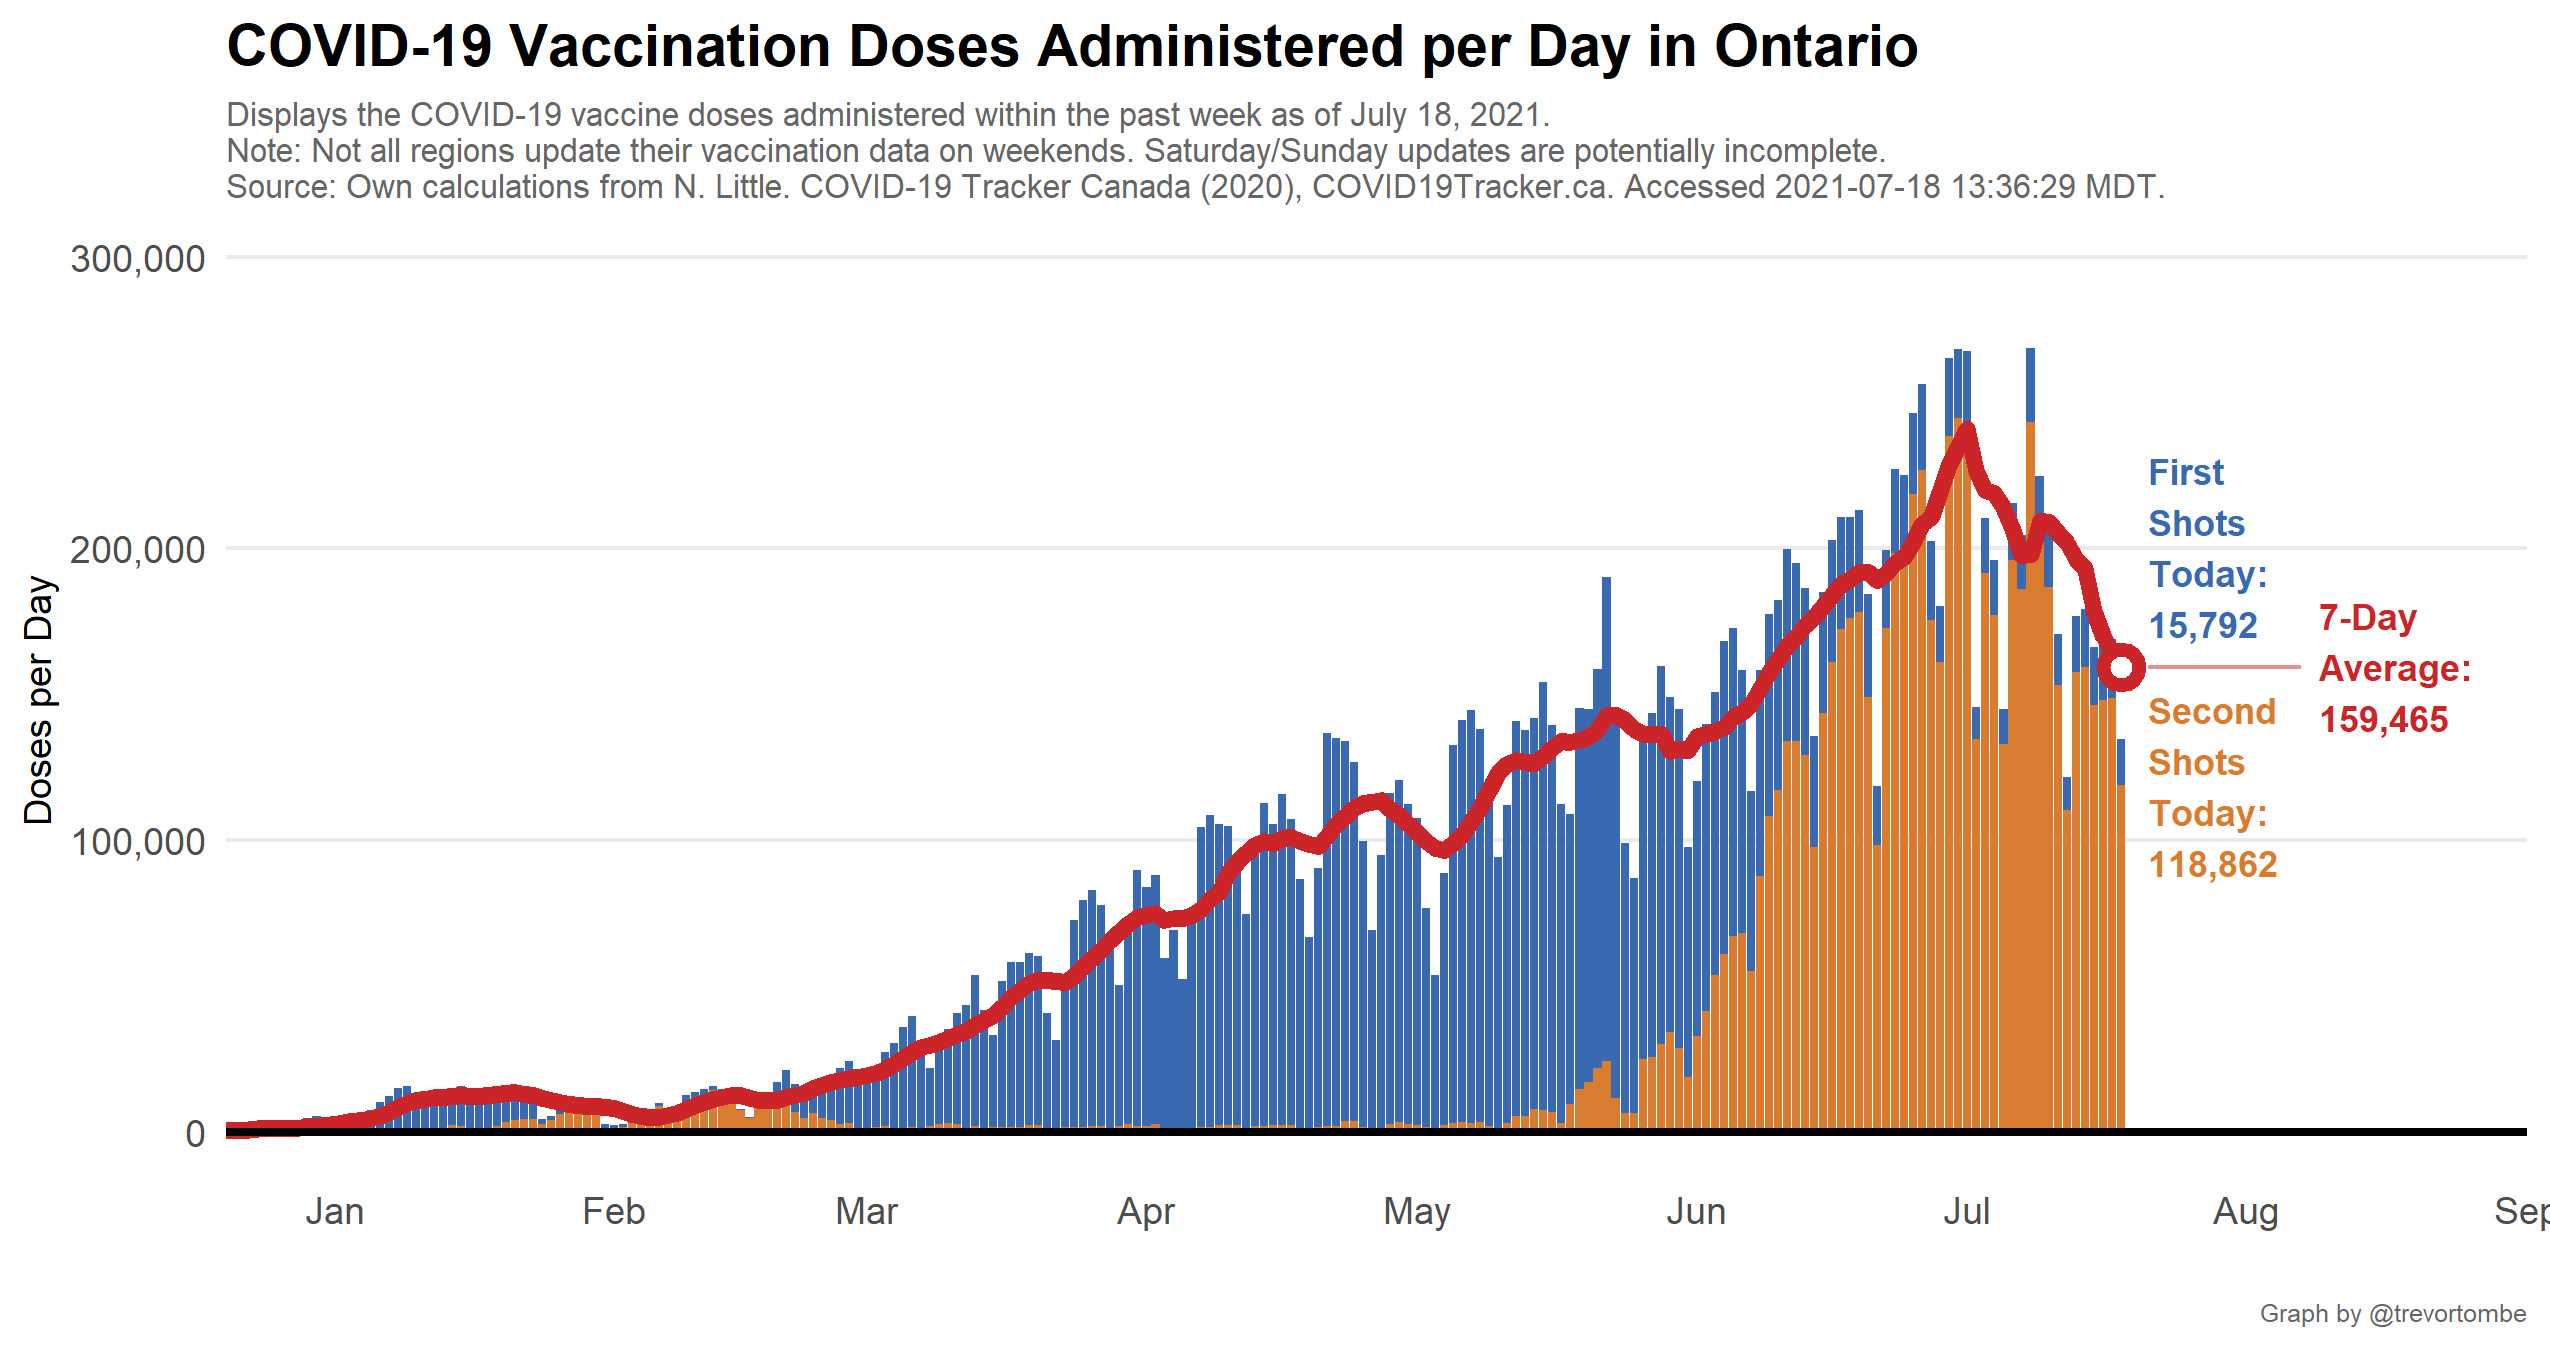 COVID-19 Vaccination Doses Administered per Day in Ontario
Displays the COVID-19 vaccine doses administered within the past week as of July 18, 2021.
Note: Not all regions update their vaccination data on weekends. Saturday/Sunday updates are potentially incomplete.
Source: Own calculations from N. Little. COVID-19 Tracker Canada (2020), COVID19Tracker.ca. Accessed 2021-07-18 13:36:29 MDT.
300,000
200,000
100,000
0
Doses per Day
First
Shots
Today:
15,792
7-Day
Average:
159,465
Second
Shots
Today:
118,862
Jan
Feb
Mar
Apr
May
Jun
Jul
Aug
Sep
Graph by @trevortombe